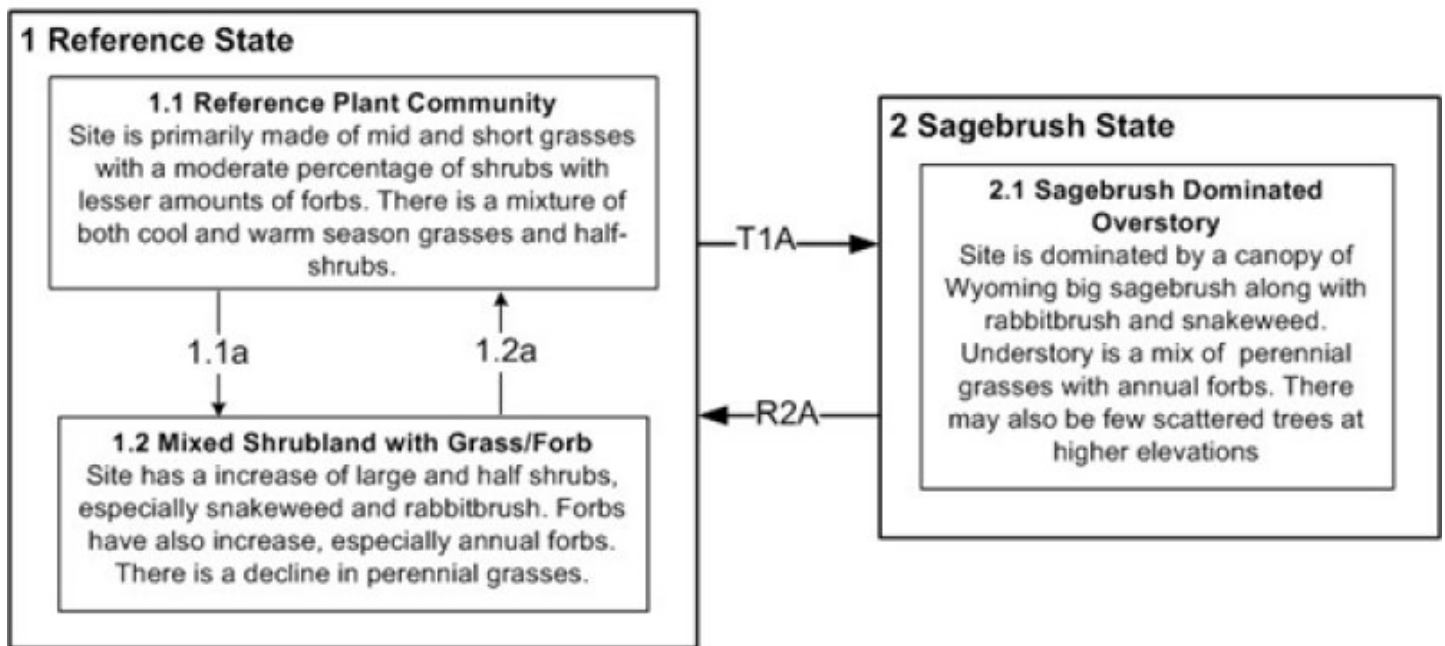 1 Reference State
1.1 Reference Plant Community
Site is primarily made of mid and short grasses
with a moderate percentage of shrubs with
lesser amounts of forbs. There is a mixture of
both cool and warm season grasses and half-
shrubs.
1.1a
1.2a
1.2 Mixed Shrubland with Grass/Forb
Site has a increase of large and half shrubs,
especially snakeweed and rabbitbrush. Forbs
have also increase, especially annual forbs.
There is a decline in perennial grasses.
T1A
R2A
2 Sagebrush State
2.1 Sagebrush Dominated
Overstory
Site is dominated by a canopy of
Wyoming big sagebrush along with
rabbitbrush and snakeweed.
Understory is a mix of perennial
grasses with annual forbs. There
may also be few scattered trees at
higher elevations